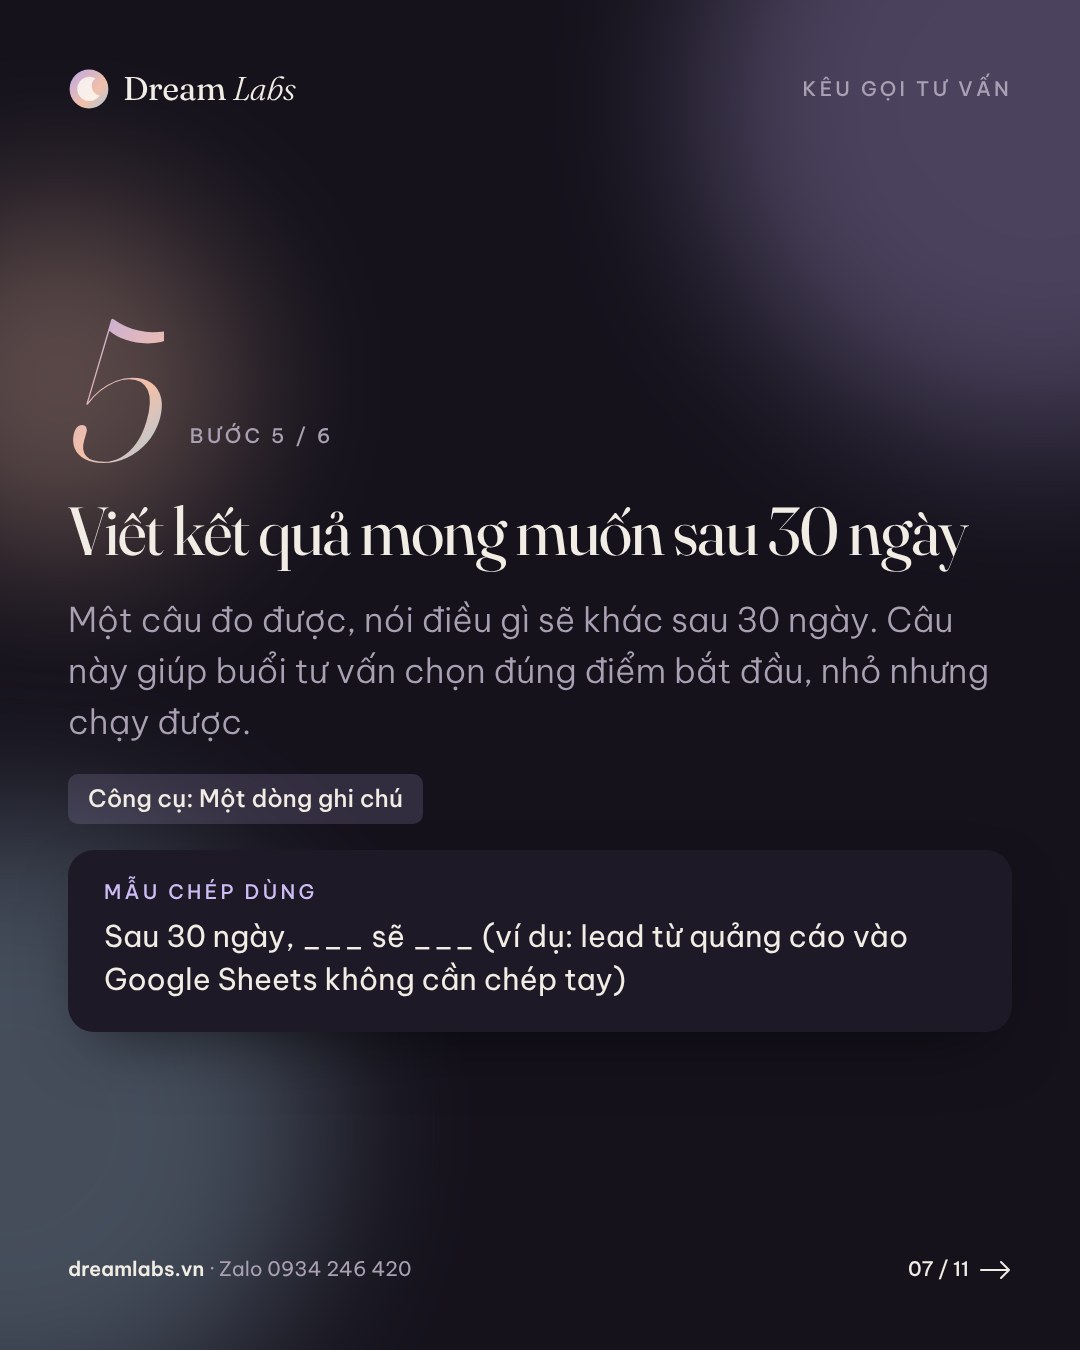 Dream Labs
KÊU GỌI TƯ VẤN
5
BƯỚC 5 / 6
Viết kết quả mong muốn sau 30 ngày
Một câu đo được, nói điều gì sẽ khác sau 30 ngày. Câu
này giúp buổi tư vấn chọn đúng điểm bắt đầu, nhỏ nhưng
chạy được.
Công cụ: Một dòng ghi chú
MẪU CHÉP DÙNG
Sau 30 ngày, ___ sẽ ___ (ví dụ: lead từ quảng cáo vào
Google Sheets không cần chép tay)
dreamlabs.vn · Zalo 0934 246 420
07 / 11 →